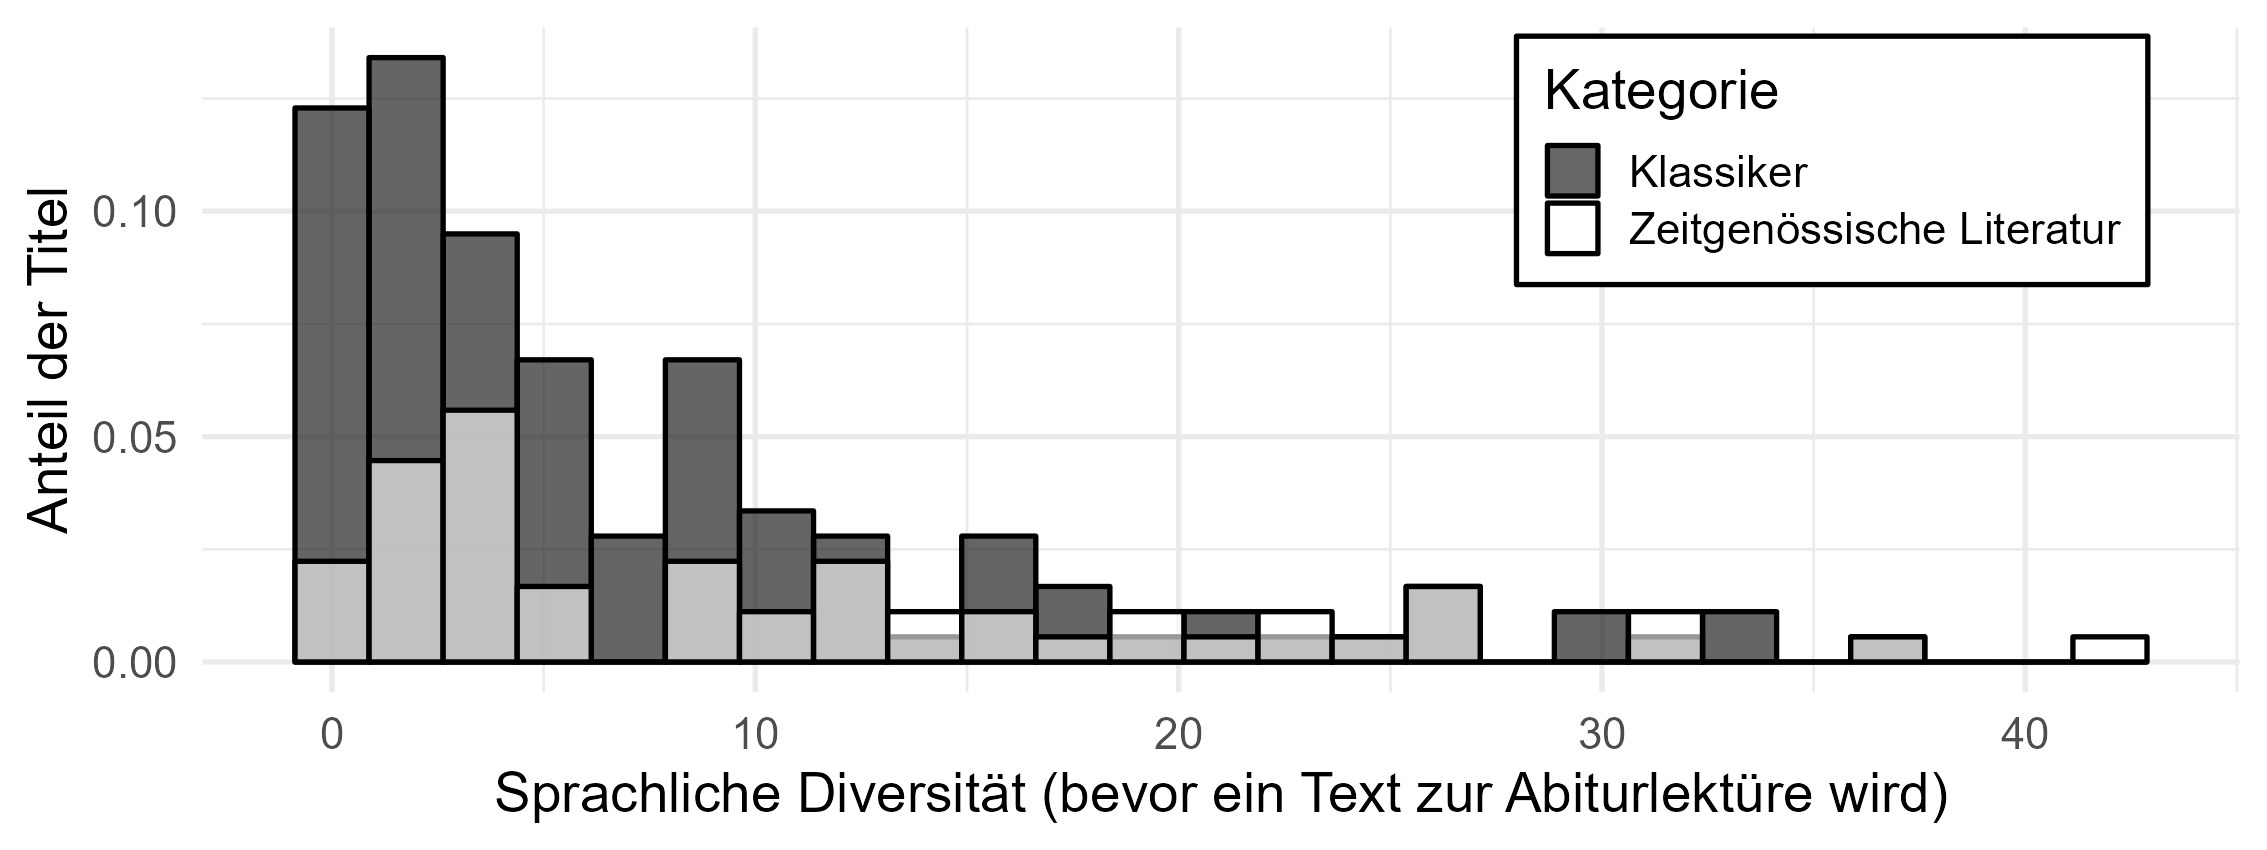 Kategorie
Klassiker
Zeitgenössische Literatur
Anteil der Titel
0.10
0.05
0.00
0 10 20 30 40
Sprachliche Diversität (bevor ein Text zur Abiturlektüre wird)